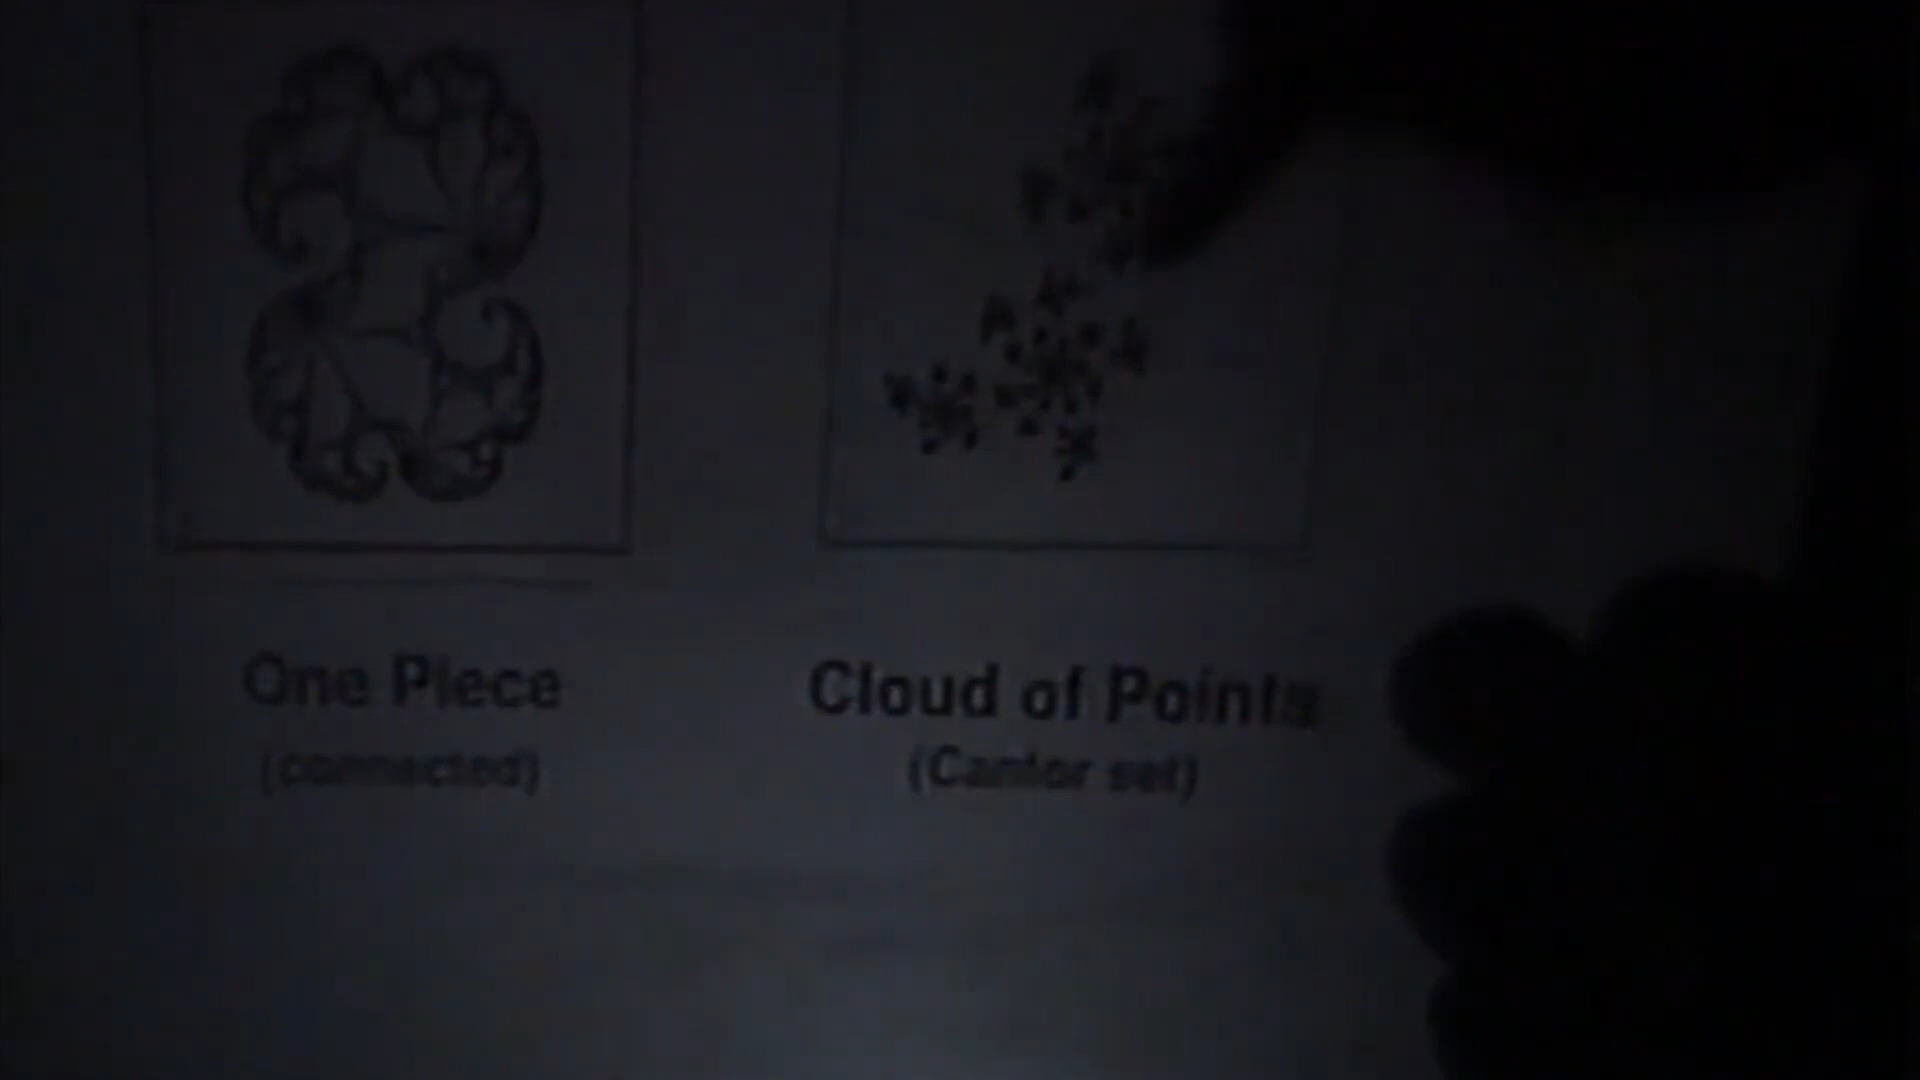 One Piece
(connected)
Cloud of Points
(Cantor set)